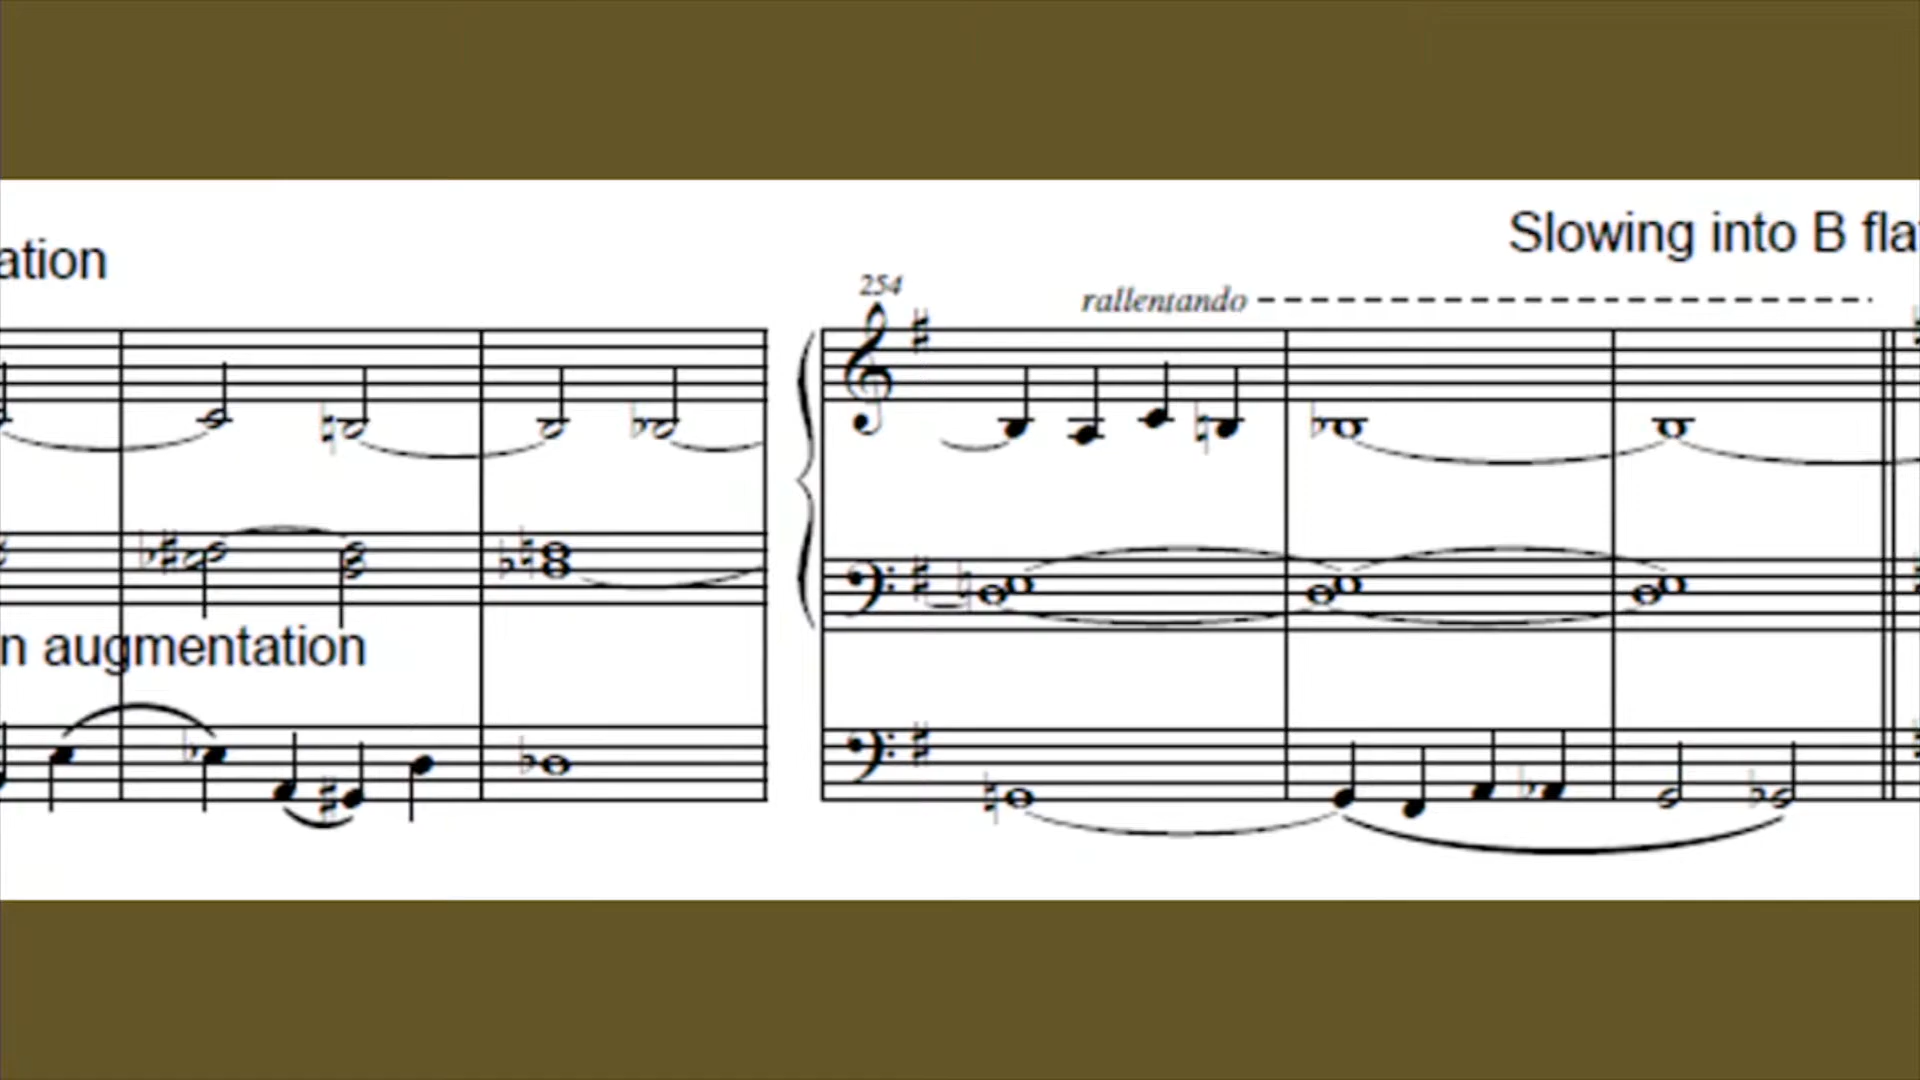 Slowing into B fla
ation
254
rallentando
n augmentation